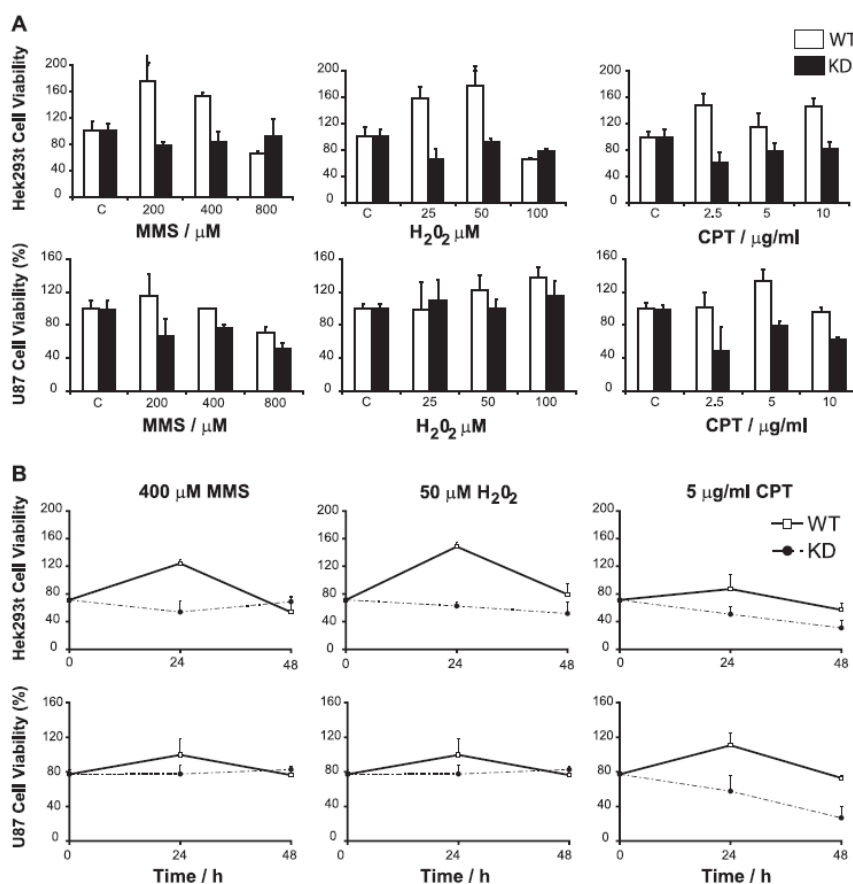 A
WT
KD
Hek293t Cell Viability
200
160
120
80
40
0
C 200 400 800
MMS / μM
200
160
120
80
40
0
C 25 50 100
H202 μM
200
160
120
80
40
0
C 2.5 5 10
CPT / μg/ml
U87 Cell Viability (%)
160
120
80
40
0
C 200 400 800
MMS / μM
160
120
80
40
0
C 25 50 100
H202 μM
160
120
80
40
0
C 2.5 5 10
CPT / μg/ml
B
400 μM MMS
50 μM H202
5 μg/ml CPT
WT
KD
Hek293t Cell Viability
200
160
120
80
40
0
0 24 48
200
160
120
80
40
0
0 24 48
200
160
120
80
40
0
0 24 48
U87 Cell Viability (%)
160
120
80
40
0
0 24 48
Time / h
160
120
80
40
0
0 24 48
Time / h
160
120
80
40
0
0 24 48
Time / h